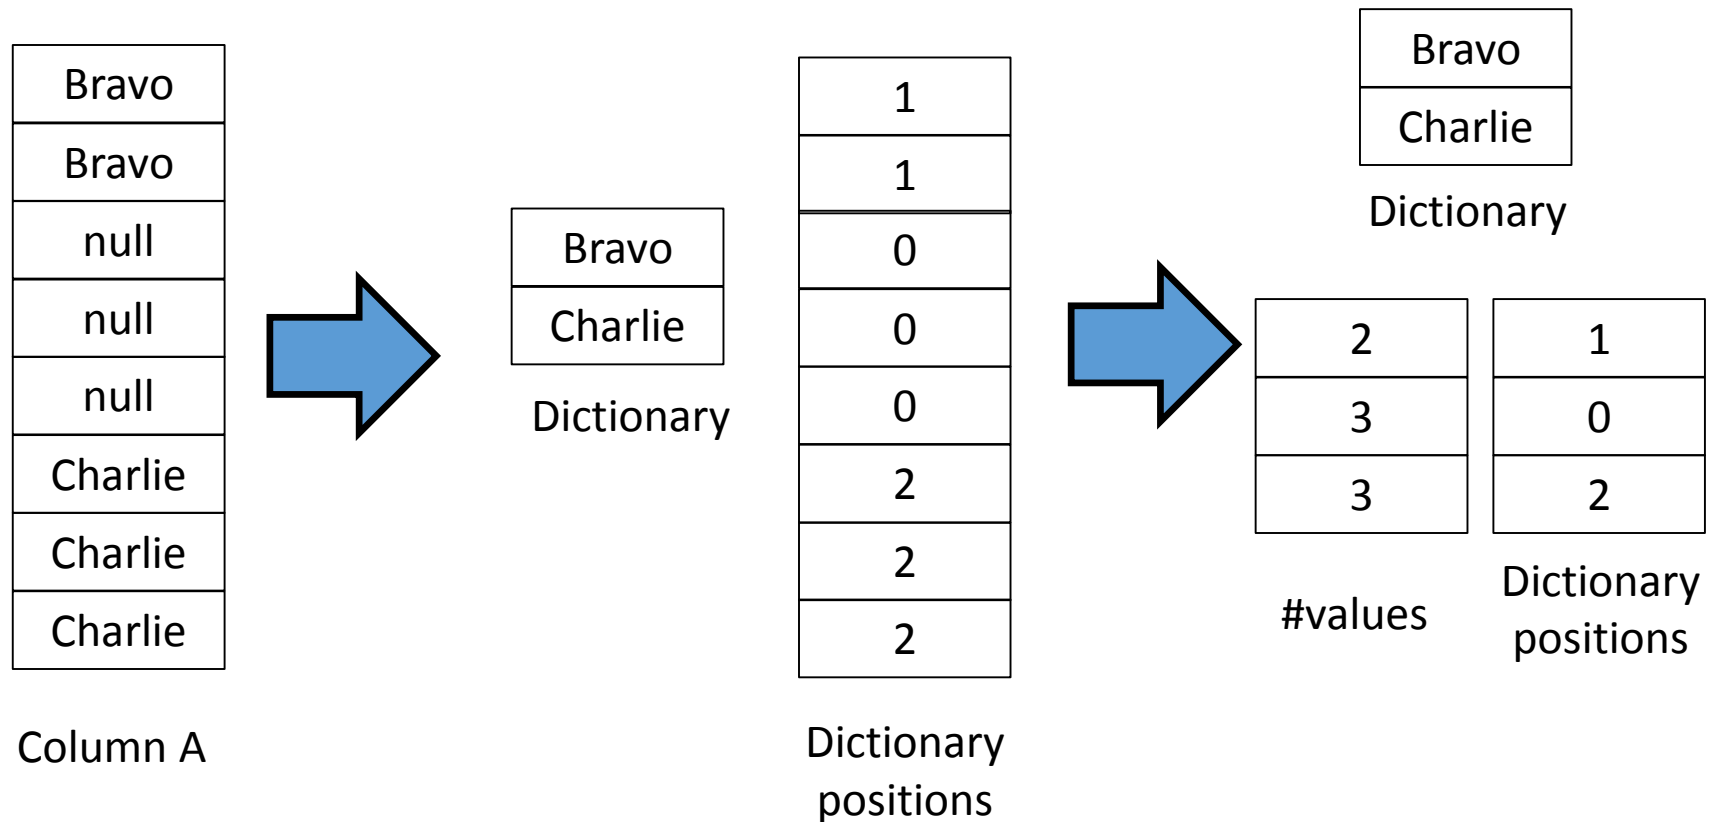 Bravo
Bravo
null
null
null
Charlie
Charlie
Charlie
Column A
Bravo
Charlie
Dictionary
1
1
0
0
0
2
2
2
Dictionary
positions
Bravo
Charlie
Dictionary
2
3
3
#values
1
0
2
Dictionary
positions